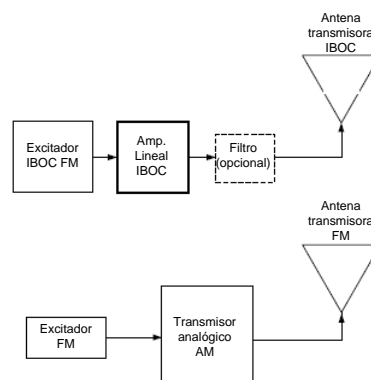 Antena
transmisora
IBOC
Excitador
IBOC FM
Amp.
Lineal
IBOC
Filtro
(opcional)
Antena
transmisora
FM
Excitador
FM
Transmisor
analógico
AM